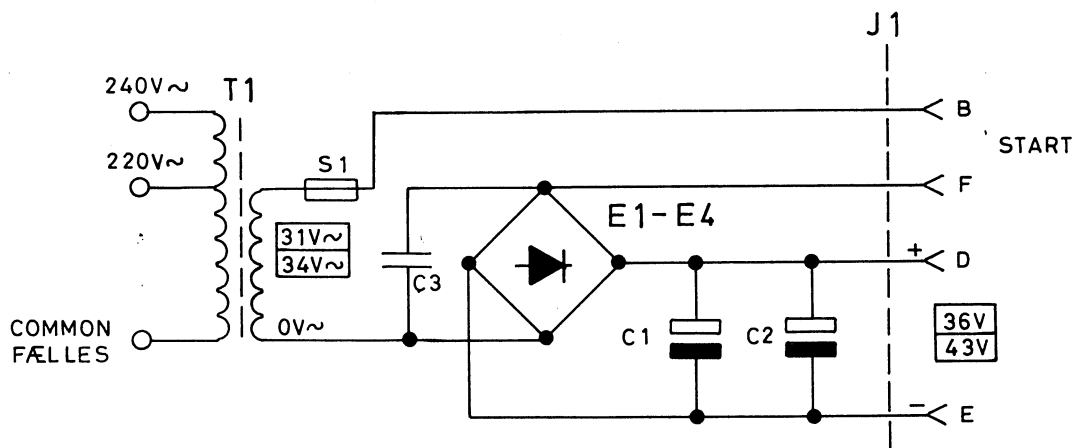 J1
240V~
T1
B
START
220V~
S1
F
E1-E4
31V~
34V~
C3
+ D
COMMON
FÆLLES
0V~
C1
C2
36V
43V
- E